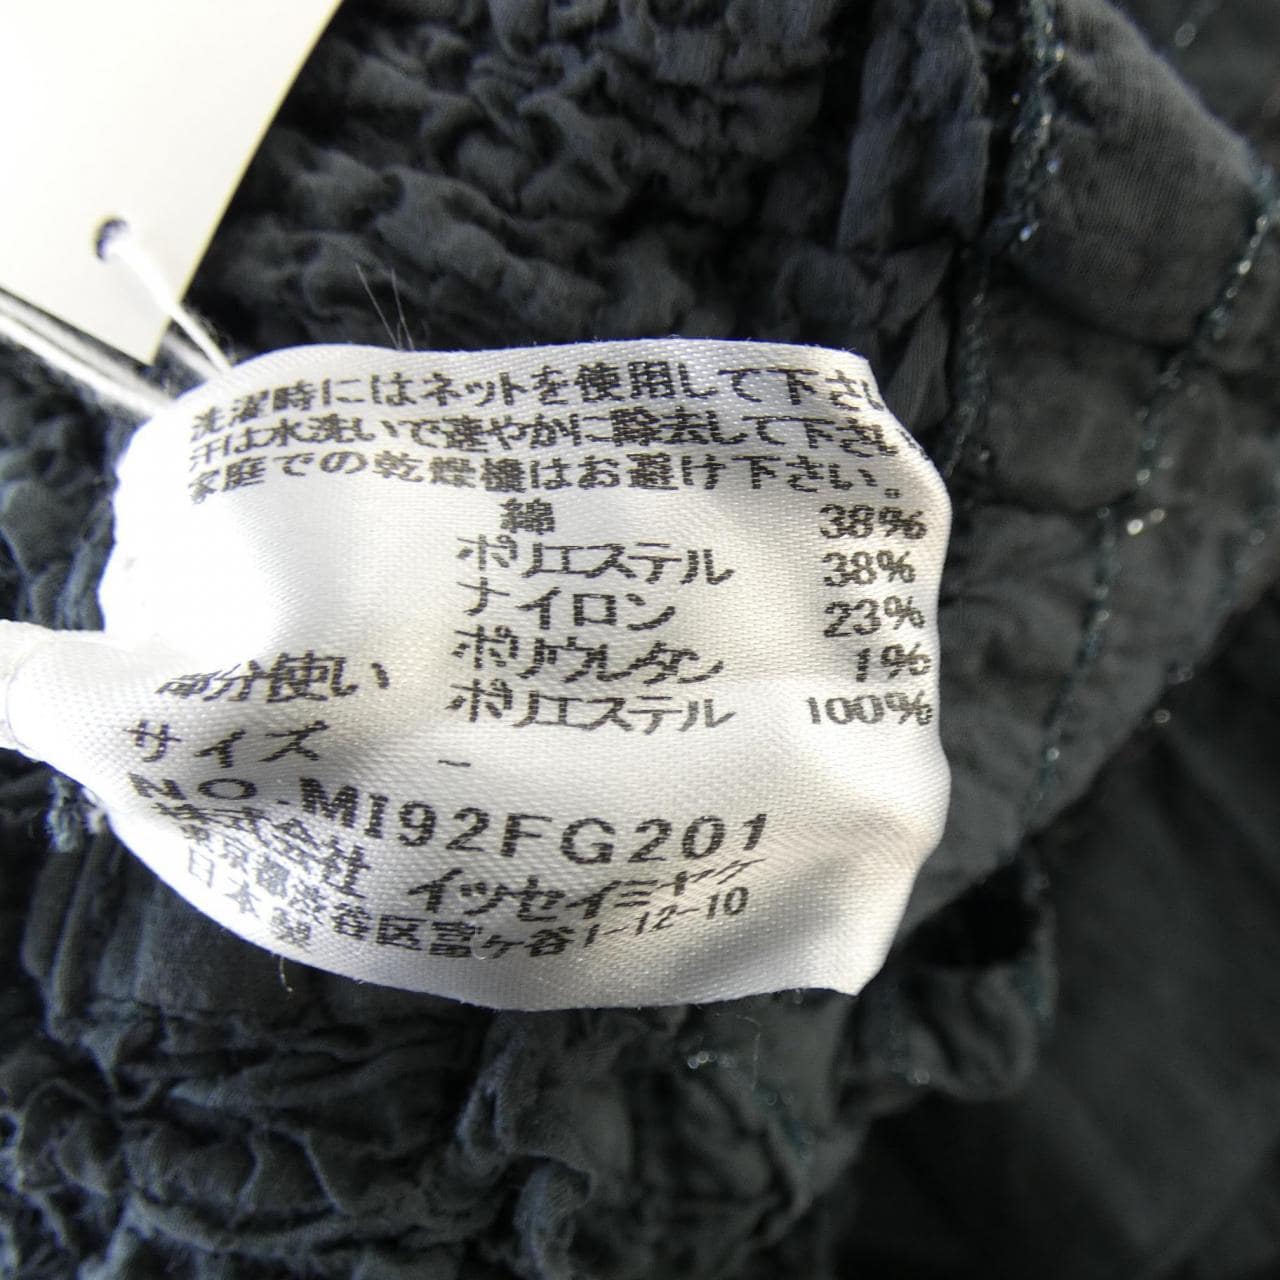 洗濯時にはネットを使用して下さい
汗は水洗いで速やかに除去して下さい
家庭での乾燥機はお避け下さい。
綿 38%
ポリエステル 38%
ナイロン 23%
ポリウレタン 1%
部分使い ポリエステル 100%
サイズ -
NO.MI92FG201
株式会社 イッセイミヤケ
東京都渋谷区富ヶ谷1-12-10
日本製